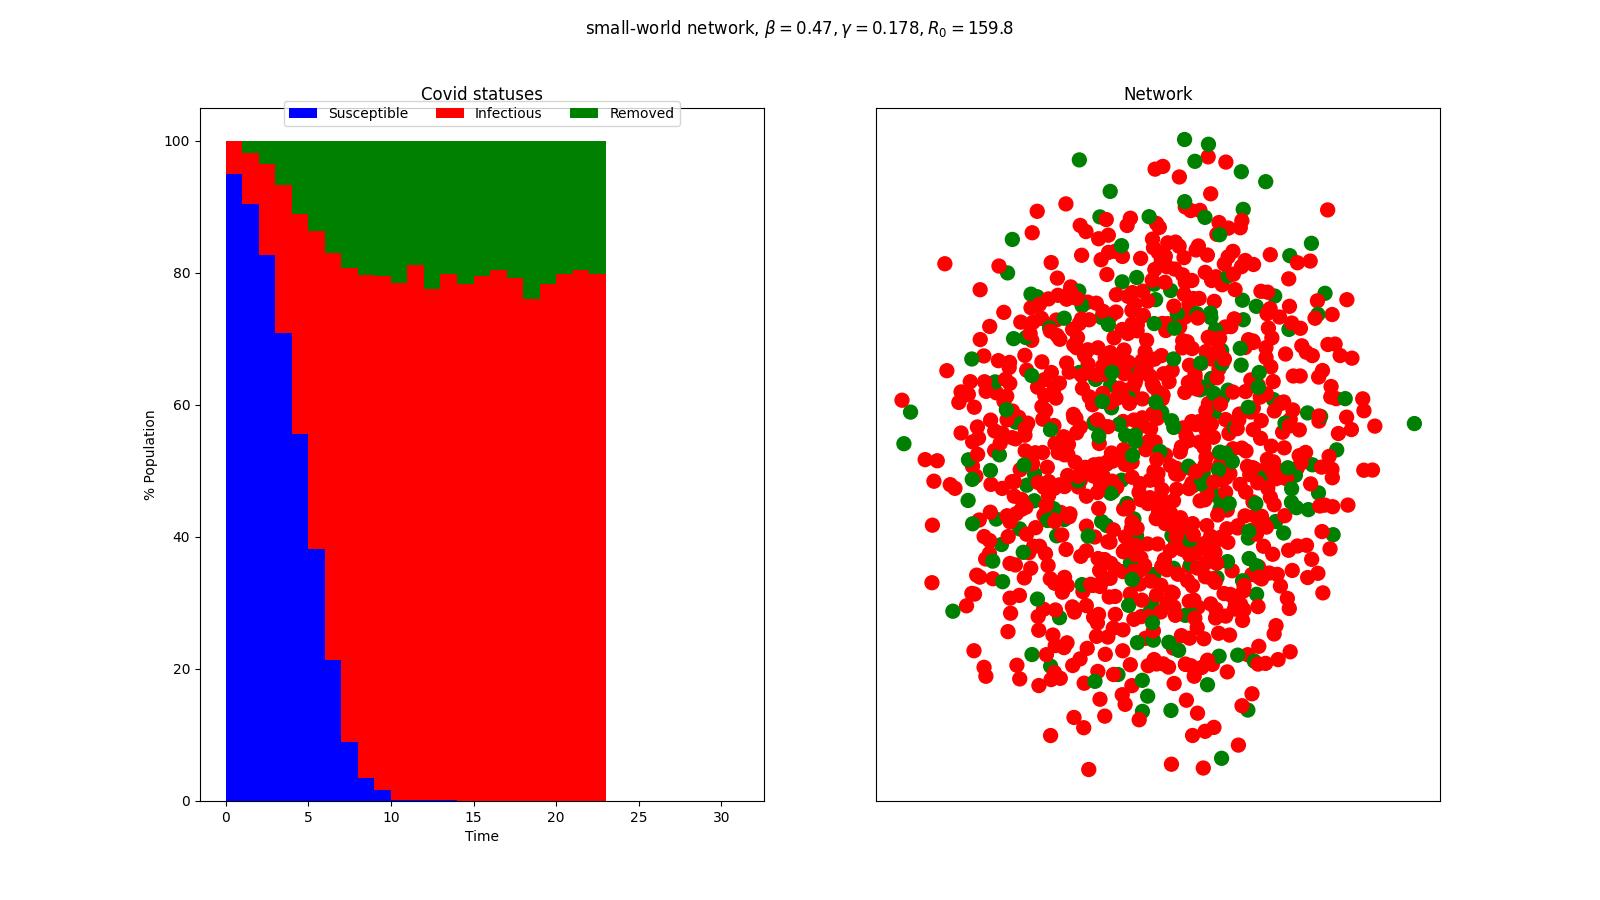 small-world network, β = 0.47, γ = 0.178, R₀ = 159.8
Covid statuses
Susceptible Infectious Removed
100
80
60
40
20
0
% Population
0 5 10 15 20 25 30
Time
Network